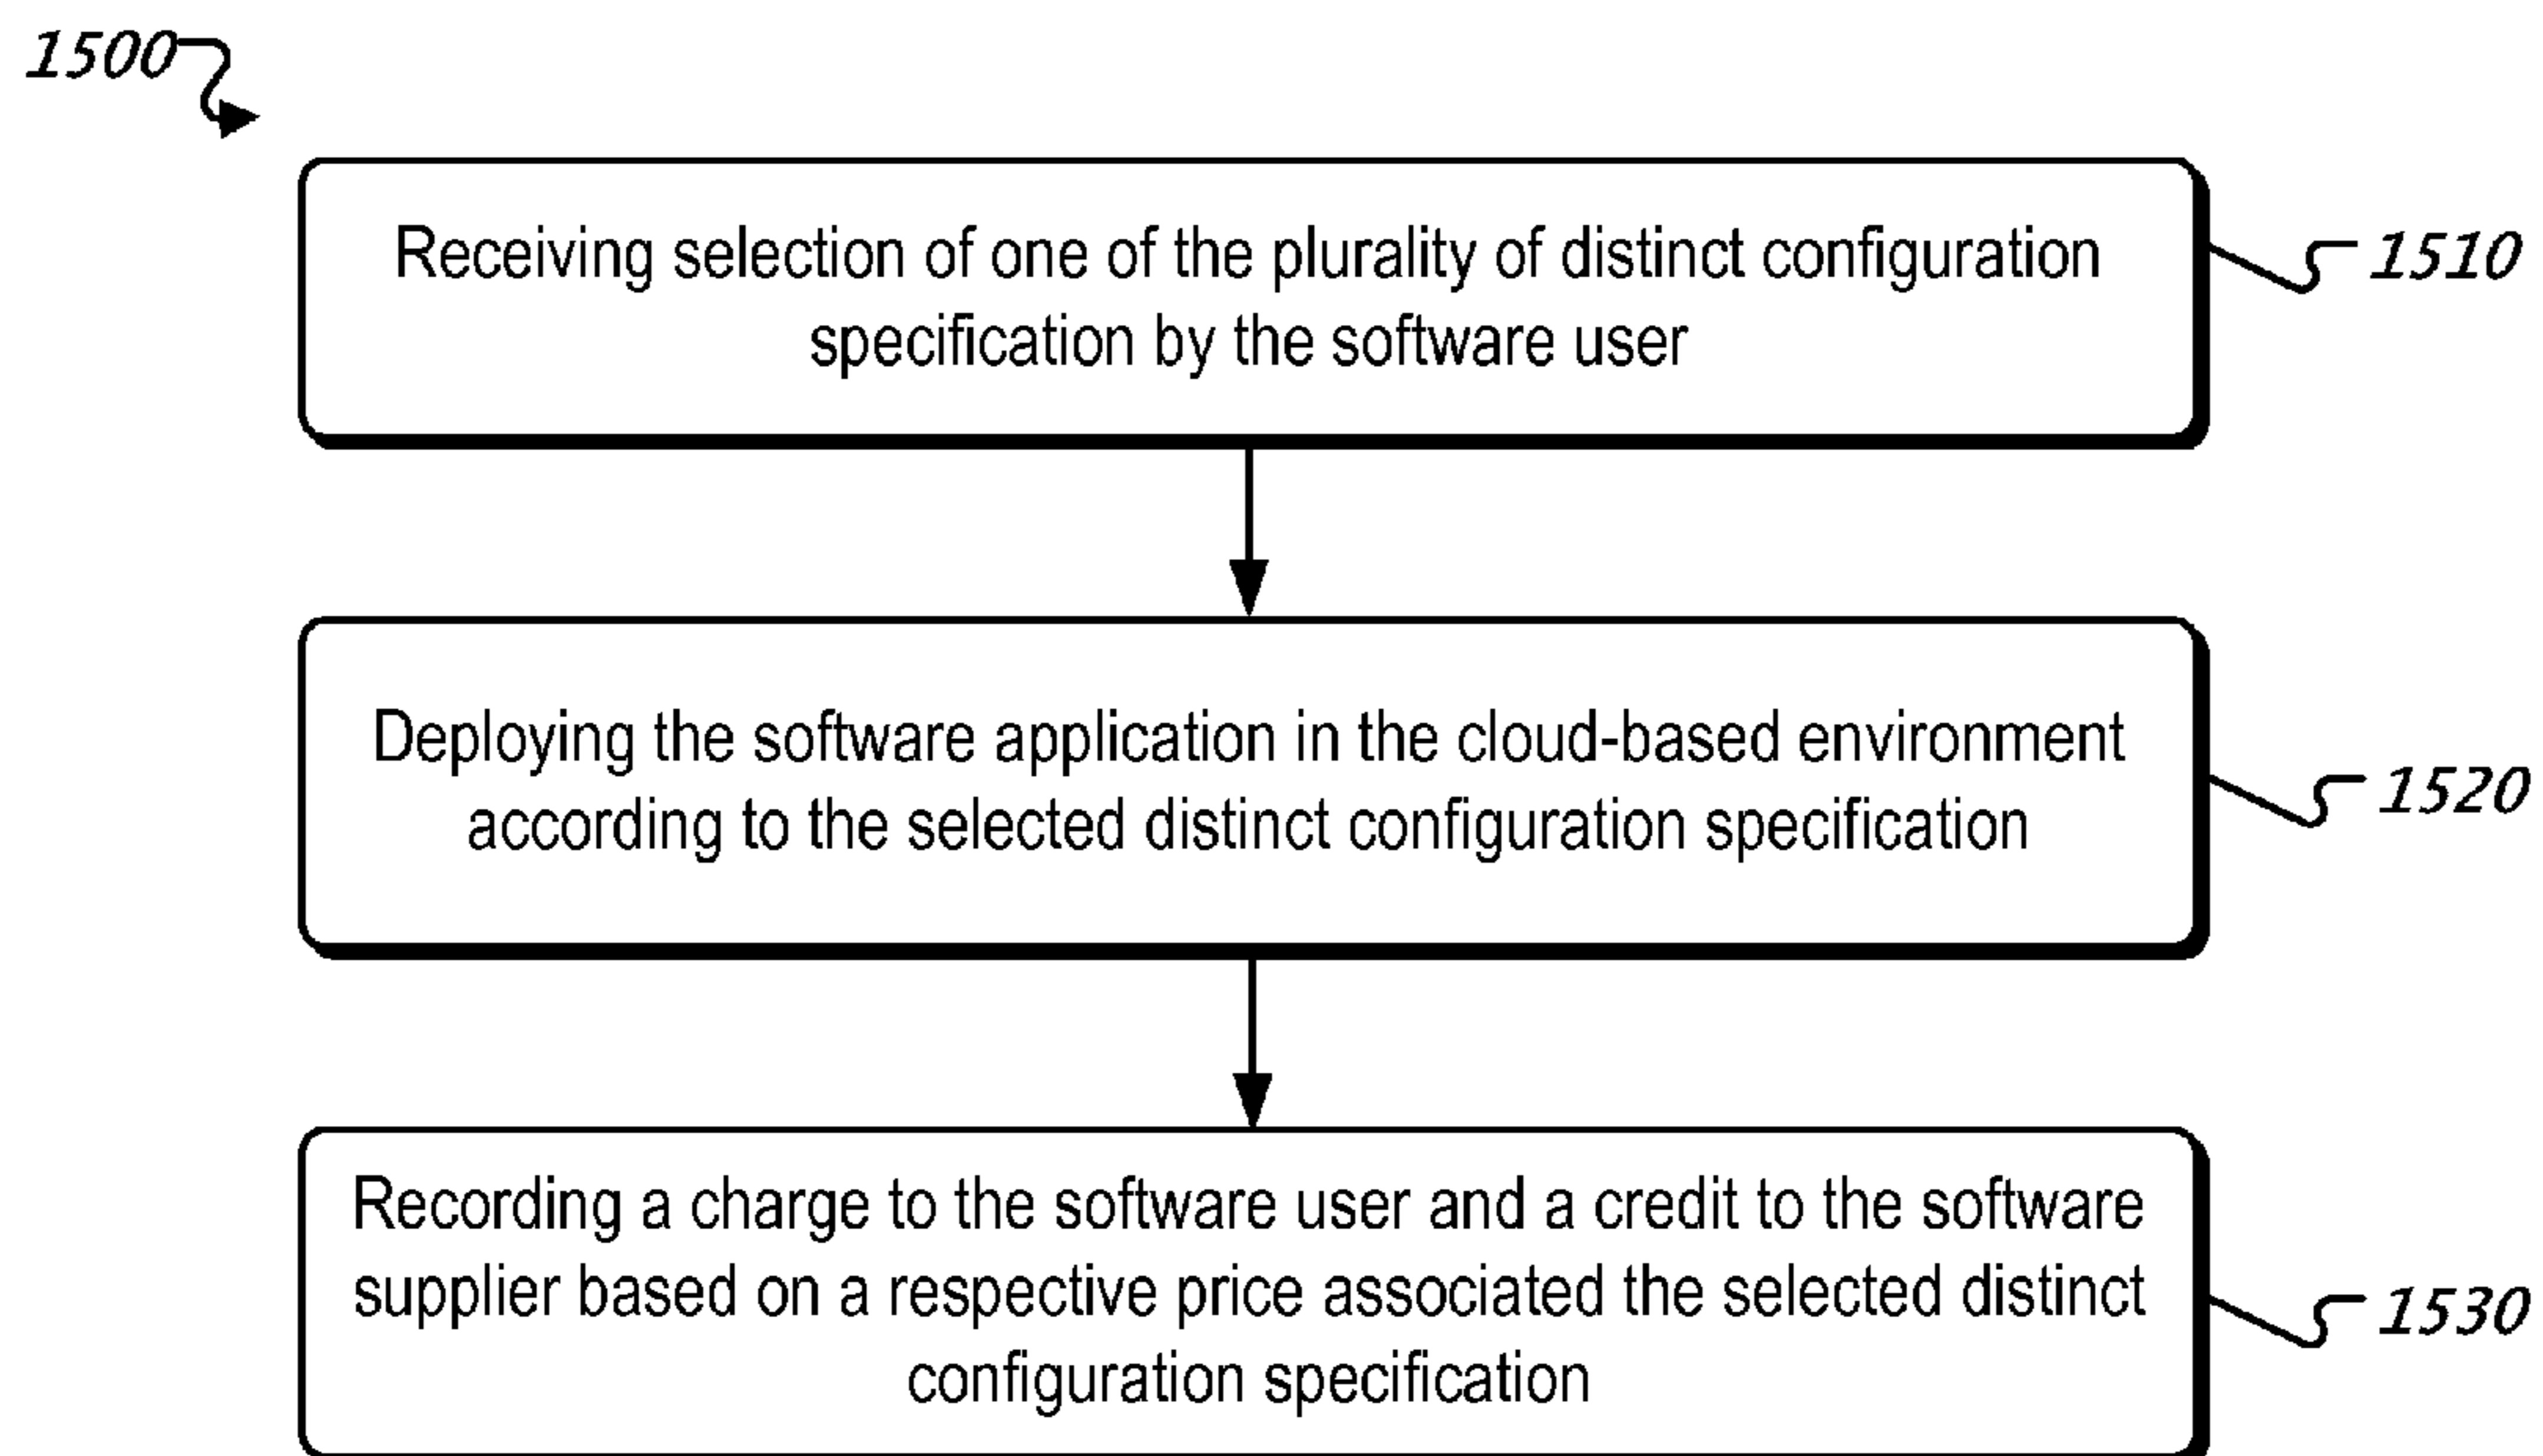 1500
Receiving selection of one of the plurality of distinct configuration
specification by the software user
1510
Deploying the software application in the cloud-based environment
according to the selected distinct configuration specification
1520
Recording a charge to the software user and a credit to the software
supplier based on a respective price associated the selected distinct
configuration specification
1530